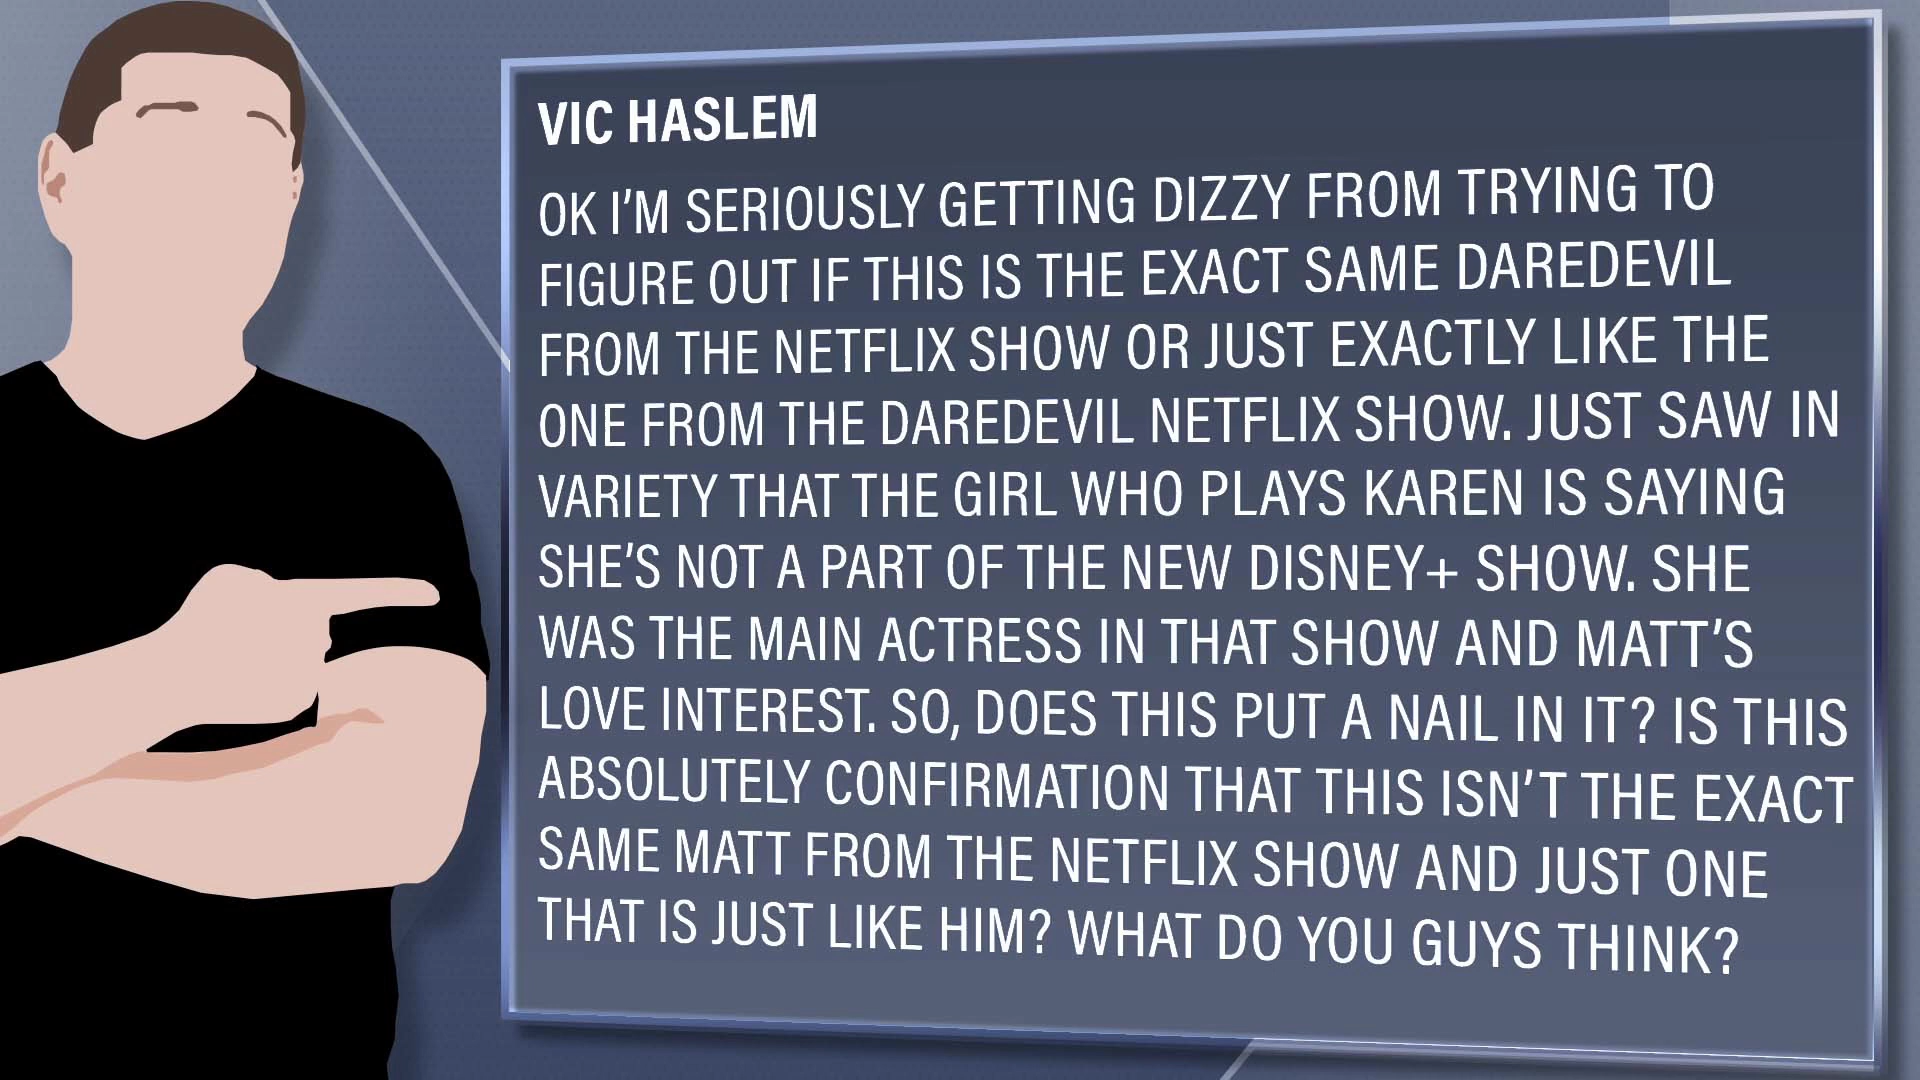 VIC HASLEM
OK I'M SERIOUSLY GETTING DIZZY FROM TRYING TO
FIGURE OUT IF THIS IS THE EXACT SAME DAREDEVIL
FROM THE NETFLIX SHOW OR JUST EXACTLY LIKE THE
ONE FROM THE DAREDEVIL NETFLIX SHOW. JUST SAW IN
VARIETY THAT THE GIRL WHO PLAYS KAREN IS SAYING
SHE'S NOT A PART OF THE NEW DISNEY+ SHOW. SHE
WAS THE MAIN ACTRESS IN THAT SHOW AND MATT'S
LOVE INTEREST. SO, DOES THIS PUT A NAIL IN IT? IS THIS
ABSOLUTELY CONFIRMATION THAT THIS ISN'T THE EXACT
SAME MATT FROM THE NETFLIX SHOW AND JUST ONE
THAT IS JUST LIKE HIM? WHAT DO YOU GUYS THINK?